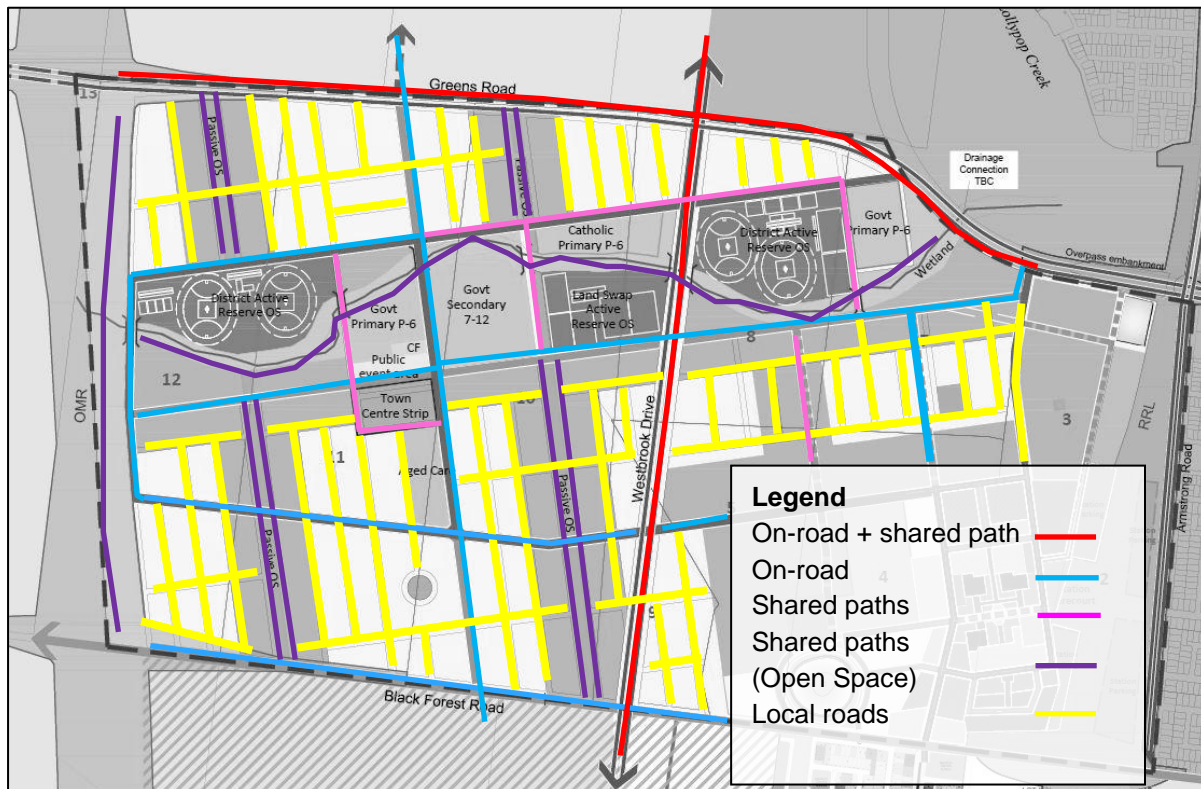 Lollypop Creek
13
Greens Road
Drainage
Connection
TBC
Passive OS
Passive OS
Catholic
Primary P-6
District Active
Reserve OS
Govt
Primary P-6
Wetland
Overpass embankment
District Active
Reserve OS
Govt
Primary P-6
Govt
Secondary
7-12
Land Swap
Active
Reserve OS
CF
Public
event area
Town
Centre Strip
OMR
12
8
10
3
RRL
Armstrong Road
11
Aged Car
Passive OS
Westbrook Drive
Passive OS
5
9
4
2
Black Forest Road
Legend
On-road + shared path
On-road
Shared paths
Shared paths
(Open Space)
Local roads